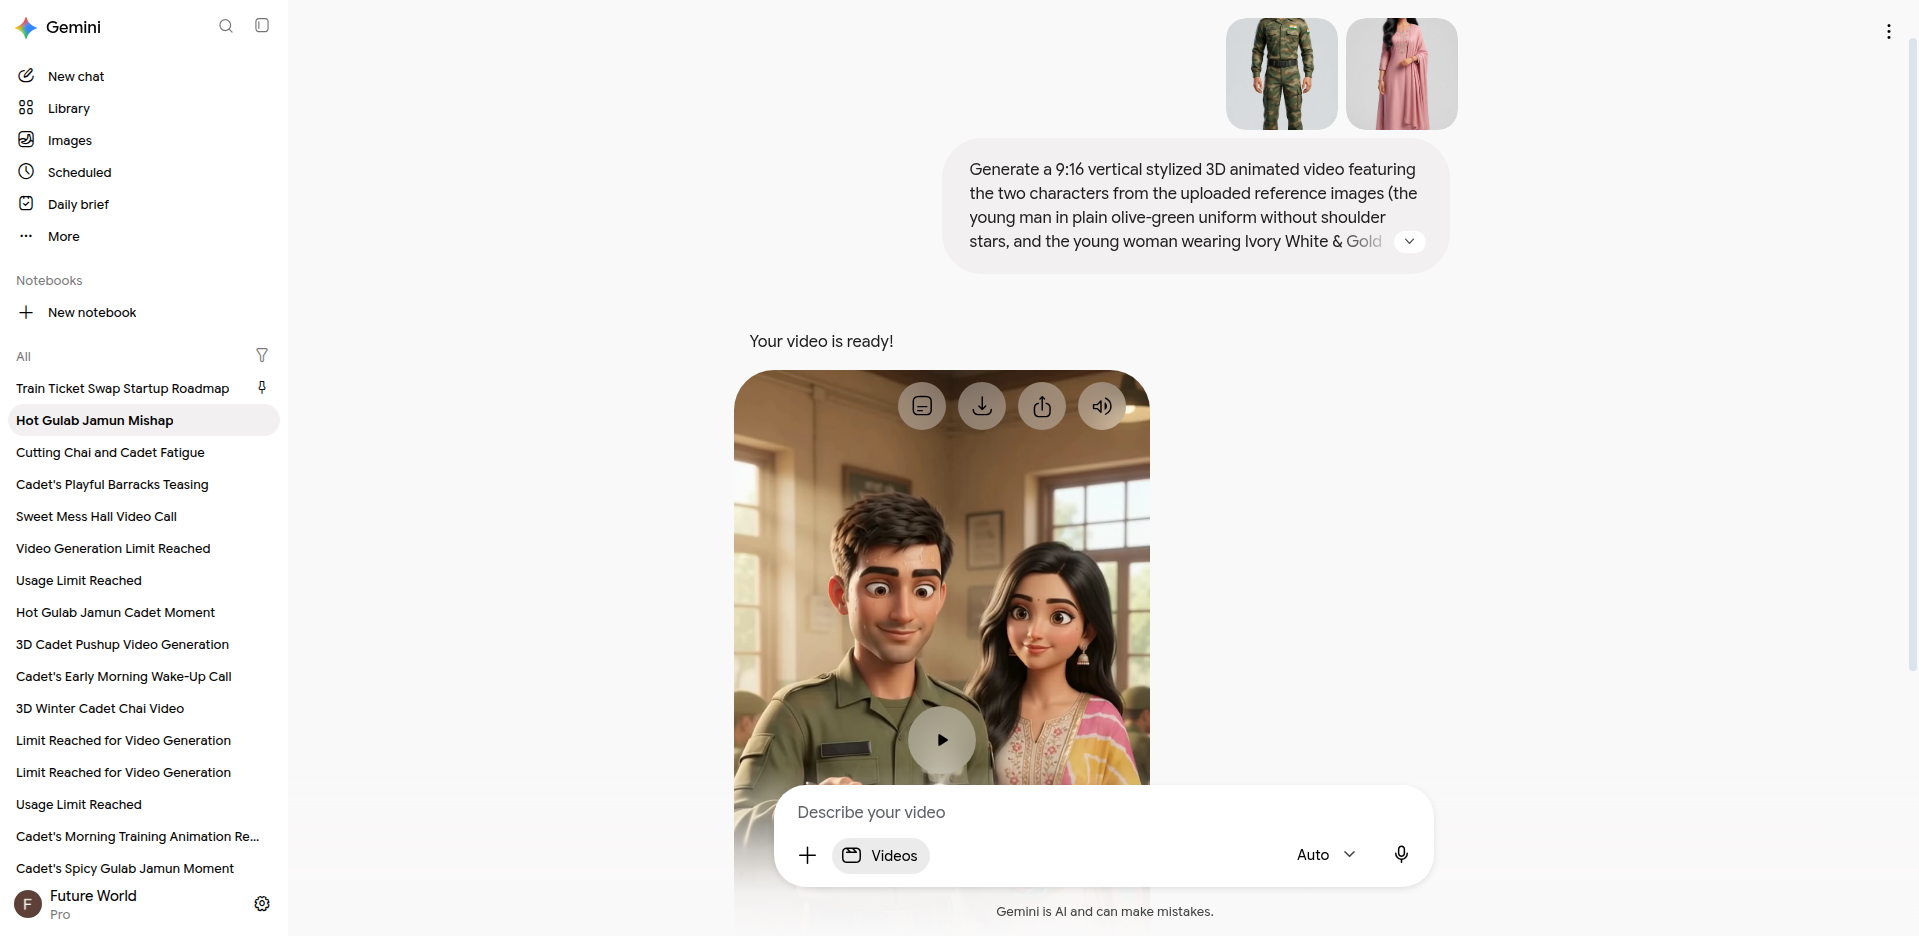 Gemini
New chat
Library
Images
Scheduled
Daily brief
More
Notebooks
New notebook
All
Train Ticket Swap Startup Roadmap
Hot Gulab Jamun Mishap
Cutting Chai and Cadet Fatigue
Cadet's Playful Barracks Teasing
Sweet Mess Hall Video Call
Video Generation Limit Reached
Usage Limit Reached
Hot Gulab Jamun Cadet Moment
3D Cadet Pushup Video Generation
Cadet's Early Morning Wake-Up Call
3D Winter Cadet Chai Video
Limit Reached for Video Generation
Limit Reached for Video Generation
Usage Limit Reached
Cadet's Morning Training Animation Re...
Cadet's Spicy Gulab Jamun Moment
F
Future World
Pro
Generate a 9:16 vertical stylized 3D animated video featuring
the two characters from the uploaded reference images (the
young man in plain olive-green uniform without shoulder
stars, and the young woman wearing Ivory White & Gold
Your video is ready!
Describe your video
Videos
Auto
Gemini is AI and can make mistakes.